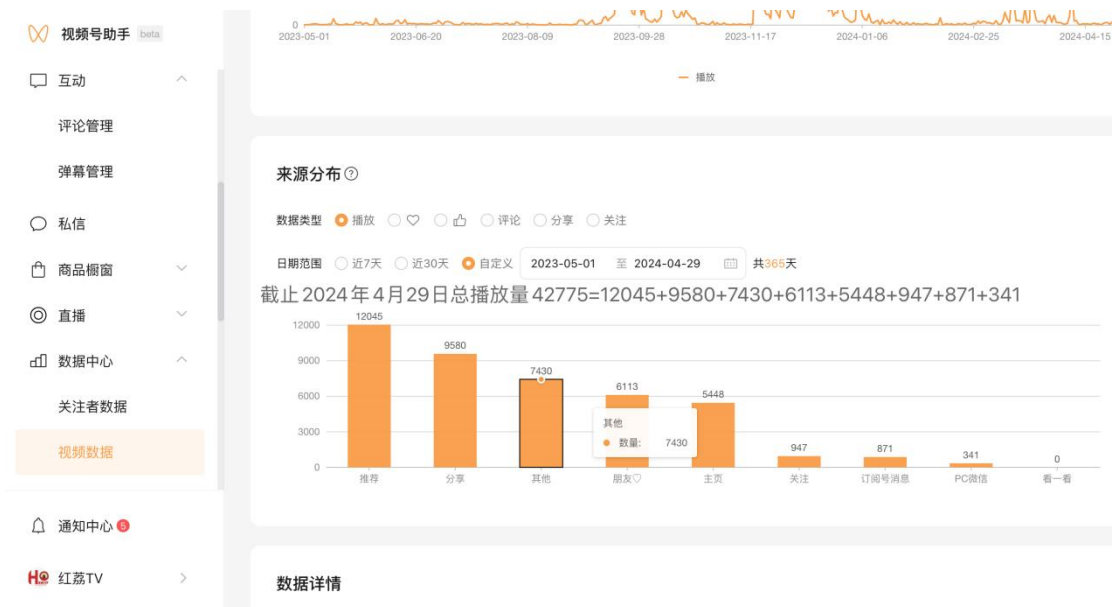 视频号助手 beta
互动
评论管理
弹幕管理
私信
商品橱窗
直播
数据中心
关注者数据
视频数据
通知中心 5
红荔TV
0
2023-05-01 2023-06-20 2023-08-09 2023-09-28 2023-11-17 2024-01-06 2024-02-25 2024-04-15
播放
来源分布
数据类型 播放 评论 分享 关注
日期范围 近7天 近30天 自定义 2023-05-01 至 2024-04-29 共365天
截止2024年4月29日总播放量42775=12045+9580+7430+6113+5448+947+871+341
12000
9000
6000
3000
0
12045 9580 7430 6113 5448 947 871 341 0
其他
数量: 7430
推荐 分享 其他 朋友♡ 主页 关注 订阅号消息 PC微信 看一看
数据详情